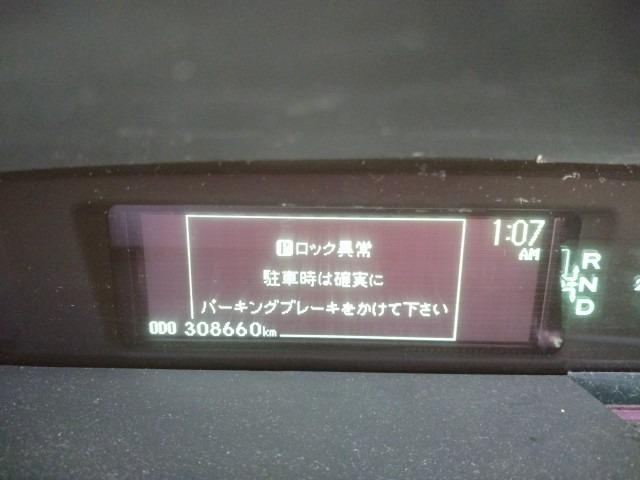 Pロック異常
駐車時は確実に
パーキングブレーキをかけて下さい
ODO 308660km
1:07
AM
R
N
D